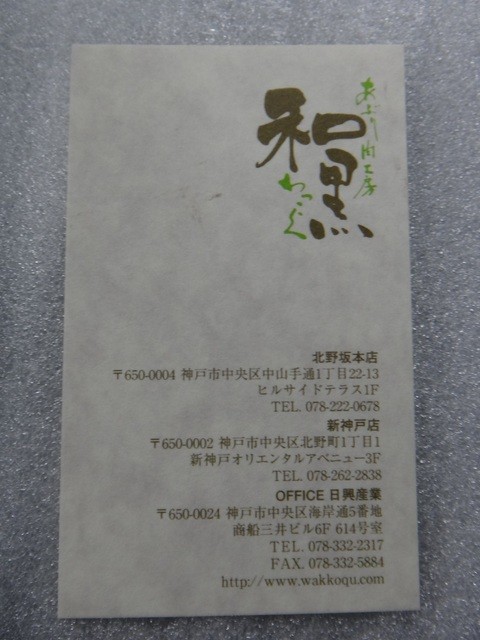 あぶり肉工房
和黒
わっこく
北野坂本店
〒650-0004 神戸市中央区中山手通1丁目22-13
ヒルサイドテラス1F
TEL. 078-222-0678
新神戸店
〒650-0002 神戸市中央区北野町1丁目1
新神戸オリエンタルアベニュー3F
TEL. 078-262-2838
OFFICE 日興産業
〒650-0024 神戸市中央区海岸通5番地
商船三井ビル6F 614号室
TEL. 078-332-2317
FAX. 078-332-5884
http://www.wakkoqu.com